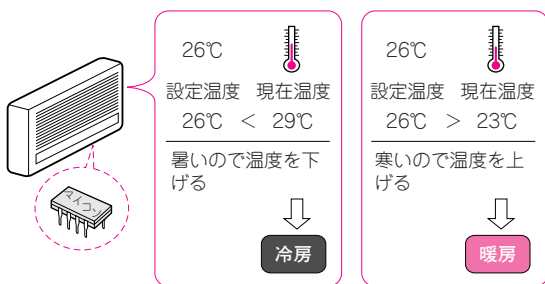 26℃
設定温度 現在温度
26℃ < 29℃
暑いので温度を下
げる
冷房
26℃
設定温度 現在温度
26℃ > 23℃
寒いので温度を上
げる
暖房
マイコン